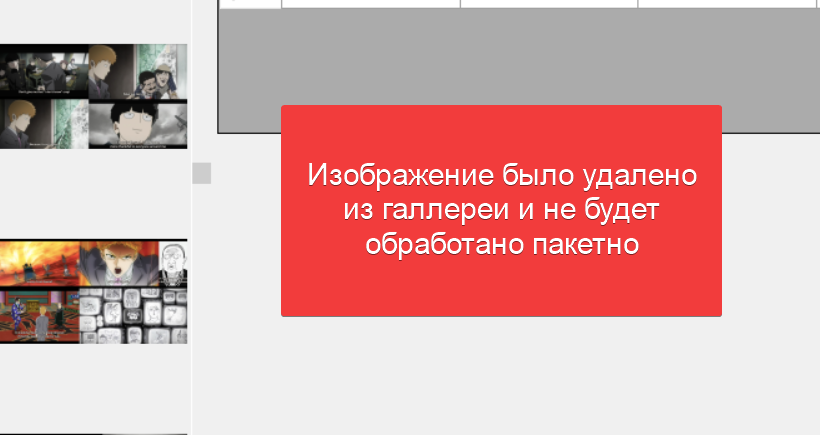 Изображение было удалено
из галлереи и не будет
обработано пакетно